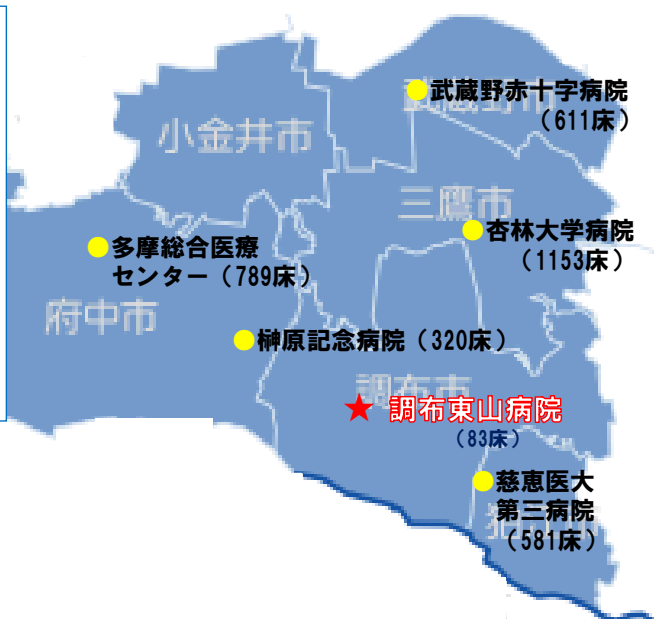 武蔵野市
武蔵野赤十字病院
（611床）
小金井市
三鷹市
杏林大学病院
（1153床）
多摩総合医療
センター（789床）
府中市
榊原記念病院（320床）
調布市
調布東山病院
（83床）
慈恵医大
第三病院
（581床）
狛江市